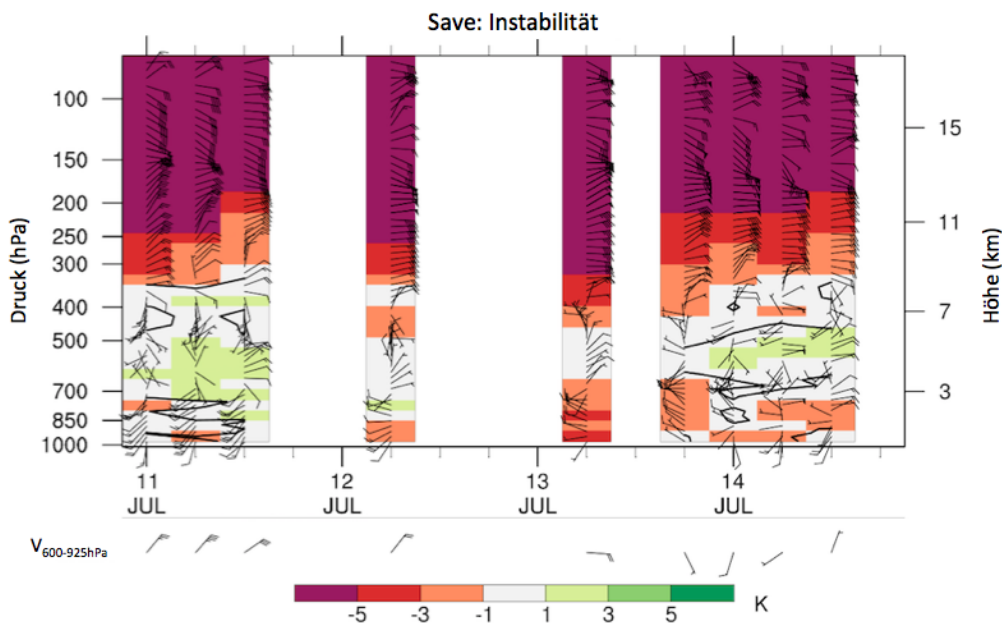 Save: Instabilität
Druck (hPa)
100
150
200
250
300
400
500
700
850
1000
15
11
7
3
Höhe (km)
11 12 13 14
JUL JUL JUL JUL
V600-925hPa
-5 -3 -1 1 3 5 K